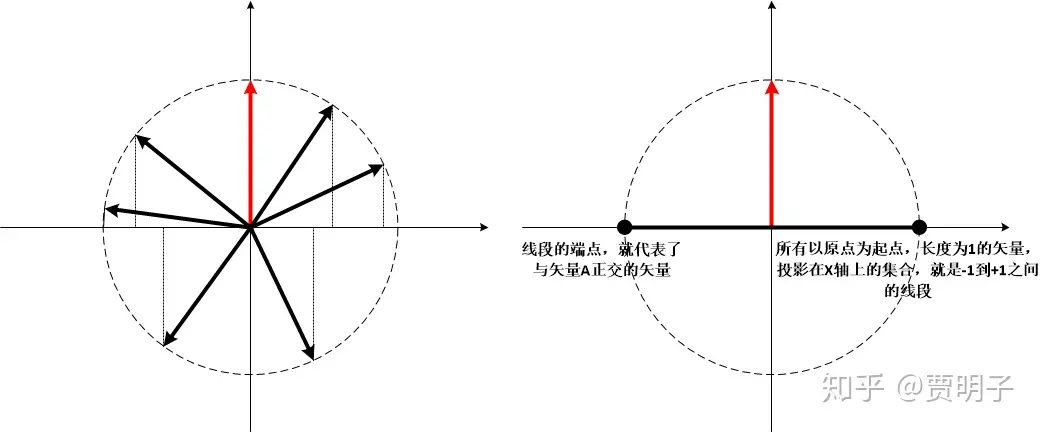 线段的端点，就代表了
与矢量A正交的矢量
所有以原点为起点，长度为1的矢量，
投影在X轴上的集合，就是-1到+1之间
的线段
知乎 @贾明子